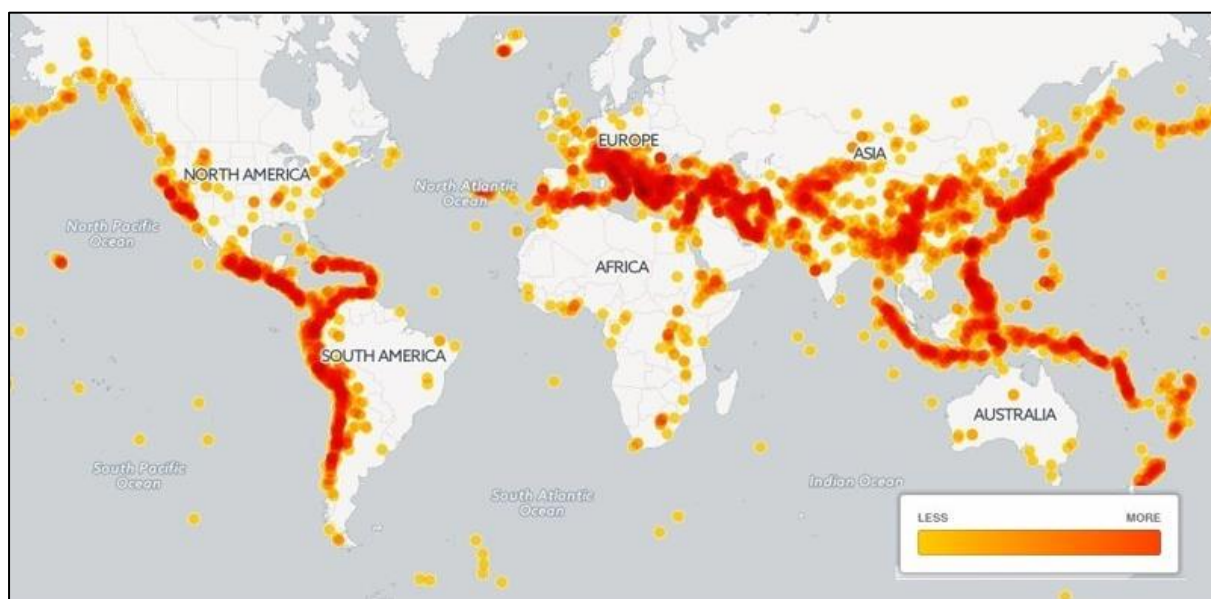 EUROPE
ASIA
NORTH AMERICA
North Atlantic
Ocean
North Pacific
Ocean
AFRICA
SOUTH AMERICA
AUSTRALIA
South Pacific
Ocean
Indian Ocean
South Atlantic
Ocean
LESS MORE